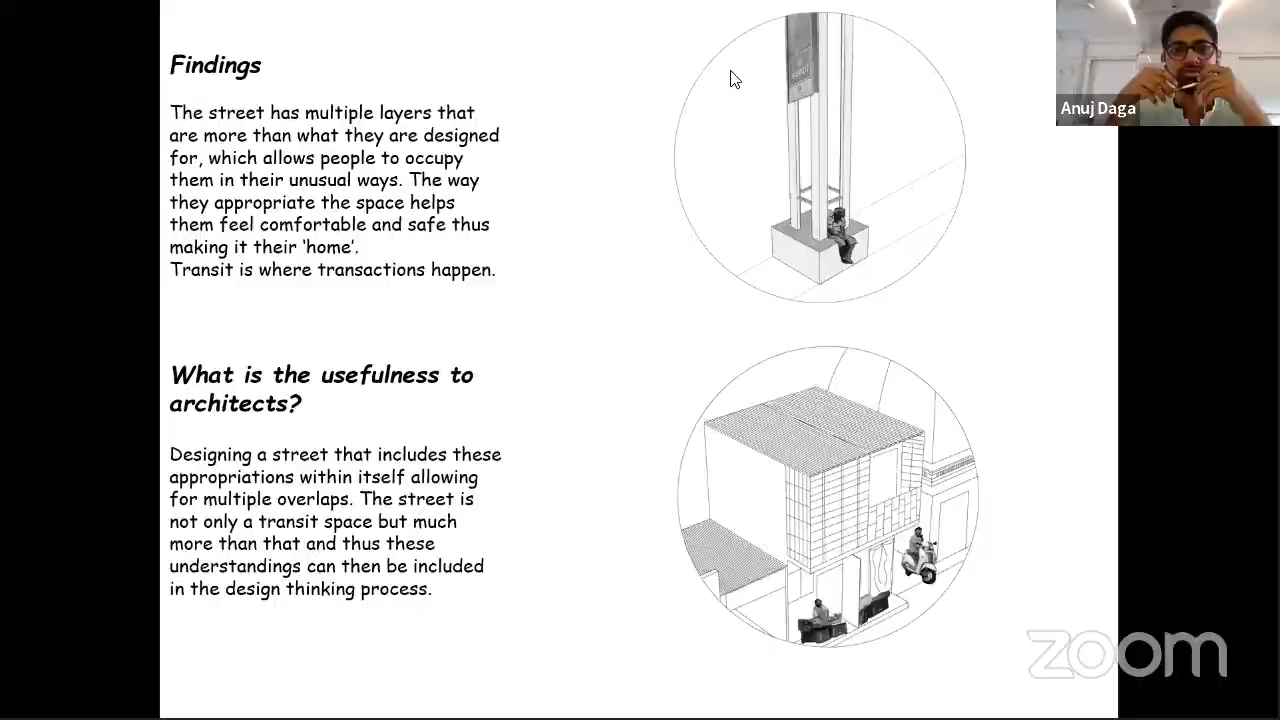 Findings
The street has multiple layers that
are more than what they are designed
for, which allows people to occupy
them in their unusual ways. The way
they appropriate the space helps
them feel comfortable and safe thus
making it their ‘home’.
Transit is where transactions happen.
What is the usefulness to
architects?
Designing a street that includes these
appropriations within itself allowing
for multiple overlaps. The street is
not only a transit space but much
more than that and thus these
understandings can then be included
in the design thinking process.
Anuj Daga
zoom